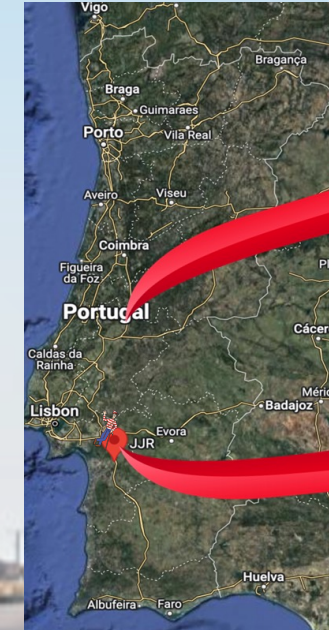 Vigo
Bragança
Braga
Guimaraes
Porto
Vila Real
Aveiro
Viseu
Coimbra
Figueira
da Foz
Portugal
Caldas da
Rainha
Lisbon
Evora
JJR
Badajoz
Huelva
Albufeira
Faro